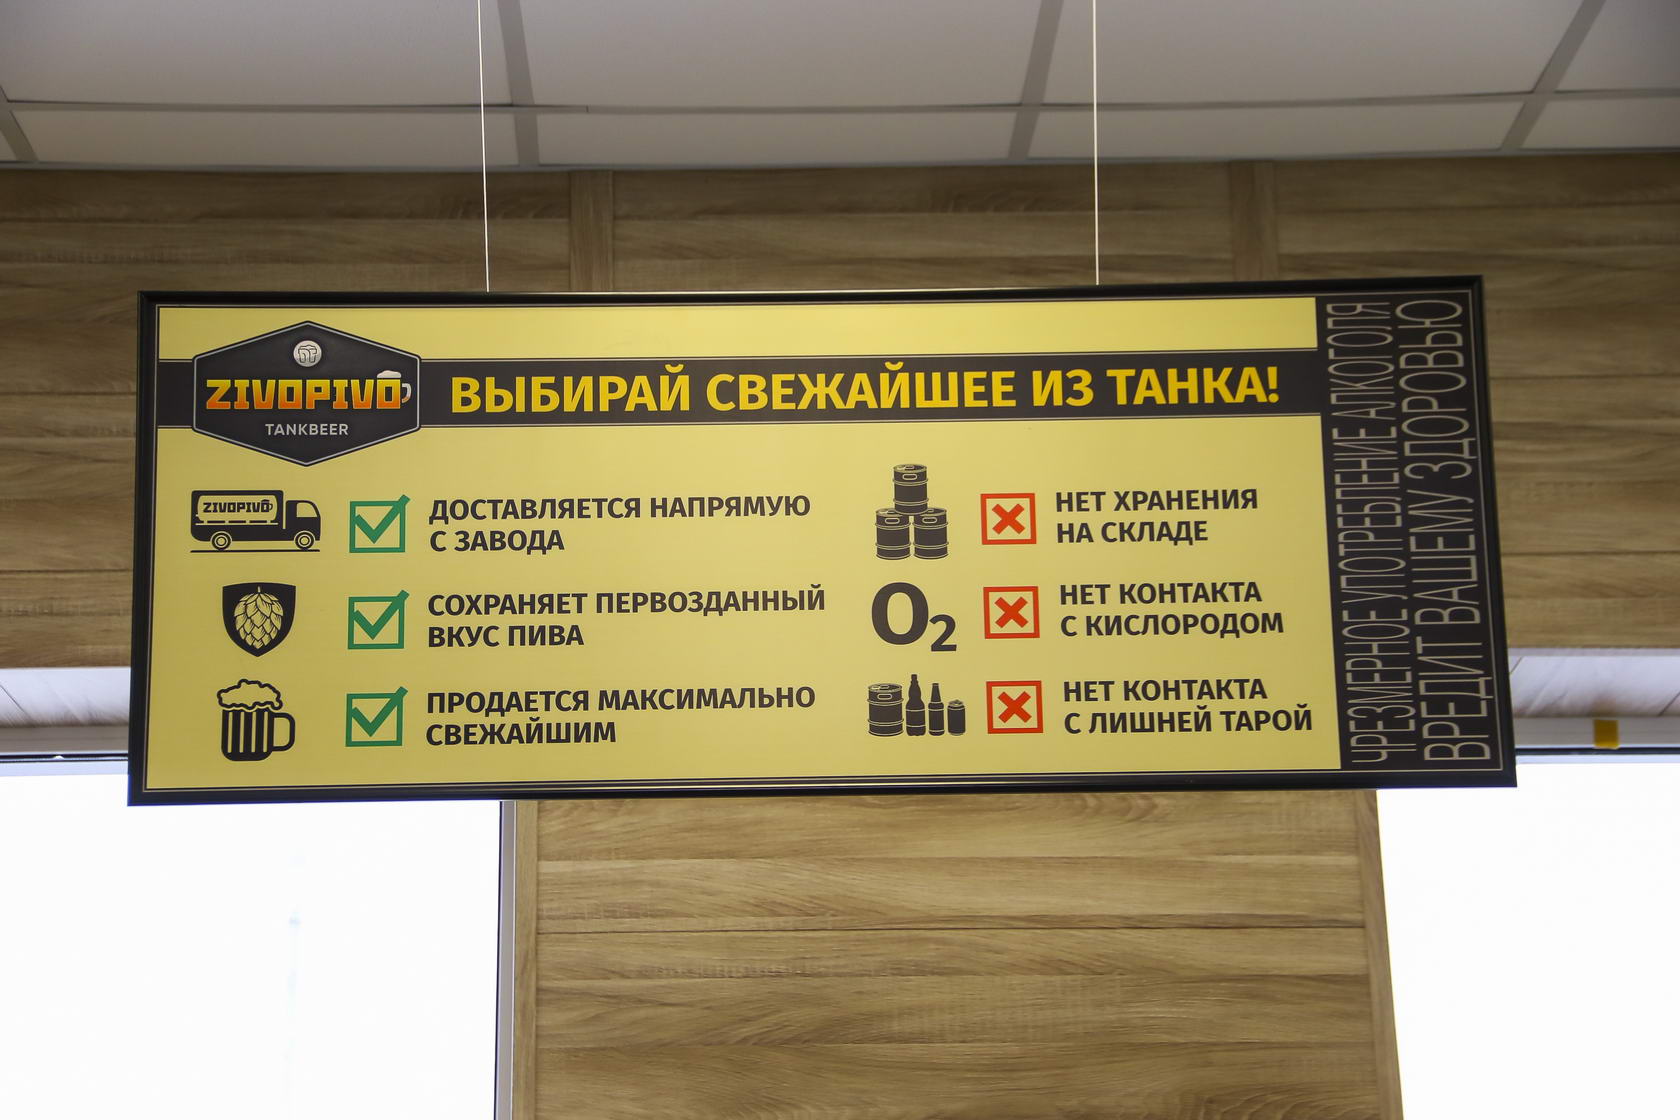 ZIVOPIVO
TANKBEER
ВЫБИРАЙ СВЕЖАЙШЕЕ ИЗ ТАНКА!
ZIVOPIVO
ДОСТАВЛЯЕТСЯ НАПРЯМУЮ
С ЗАВОДА
СОХРАНЯЕТ ПЕРВОЗДАННЫЙ
ВКУС ПИВА
ПРОДАЕТСЯ МАКСИМАЛЬНО
СВЕЖАЙШИМ
НЕТ ХРАНЕНИЯ
НА СКЛАДЕ
O2
НЕТ КОНТАКТА
С КИСЛОРОДОМ
НЕТ КОНТАКТА
С ЛИШНЕЙ ТАРОЙ
ЧРЕЗМЕРНОЕ УПОТРЕБЛЕНИЕ АЛКОГОЛЯ
ВРЕДИТ ВАШЕМУ ЗДОРОВЬЮ